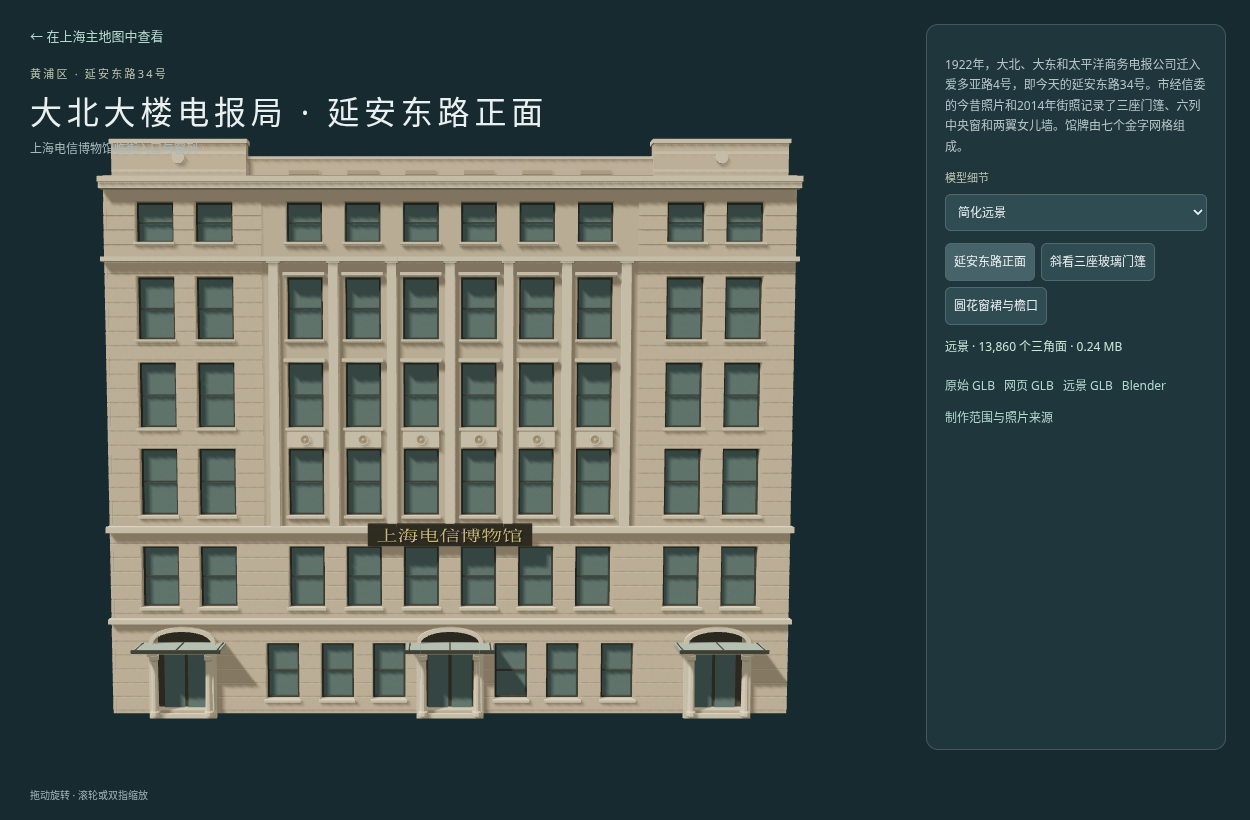 ← 在上海主地图中查看
黄浦区 · 延安东路34号
大北大楼电报局 · 延安东路正面
上海电信博物馆
上海电信博物馆
拖动旋转 · 滚轮或双指缩放
1922年，大北、大东和太平洋商务电报公司迁入
爱多亚路4号，即今天的延安东路34号。市经信委
的今昔照片和2014年街照记录了三座门篷、六列
中央窗和两翼女儿墙。馆牌由七个金字网格组
成。
模型细节
简化远景
延安东路正面
斜看三座玻璃门篷
圆花窗裙与檐口
远景 · 13,860 个三角面 · 0.24 MB
原始 GLB 网页 GLB 远景 GLB Blender
制作范围与照片来源